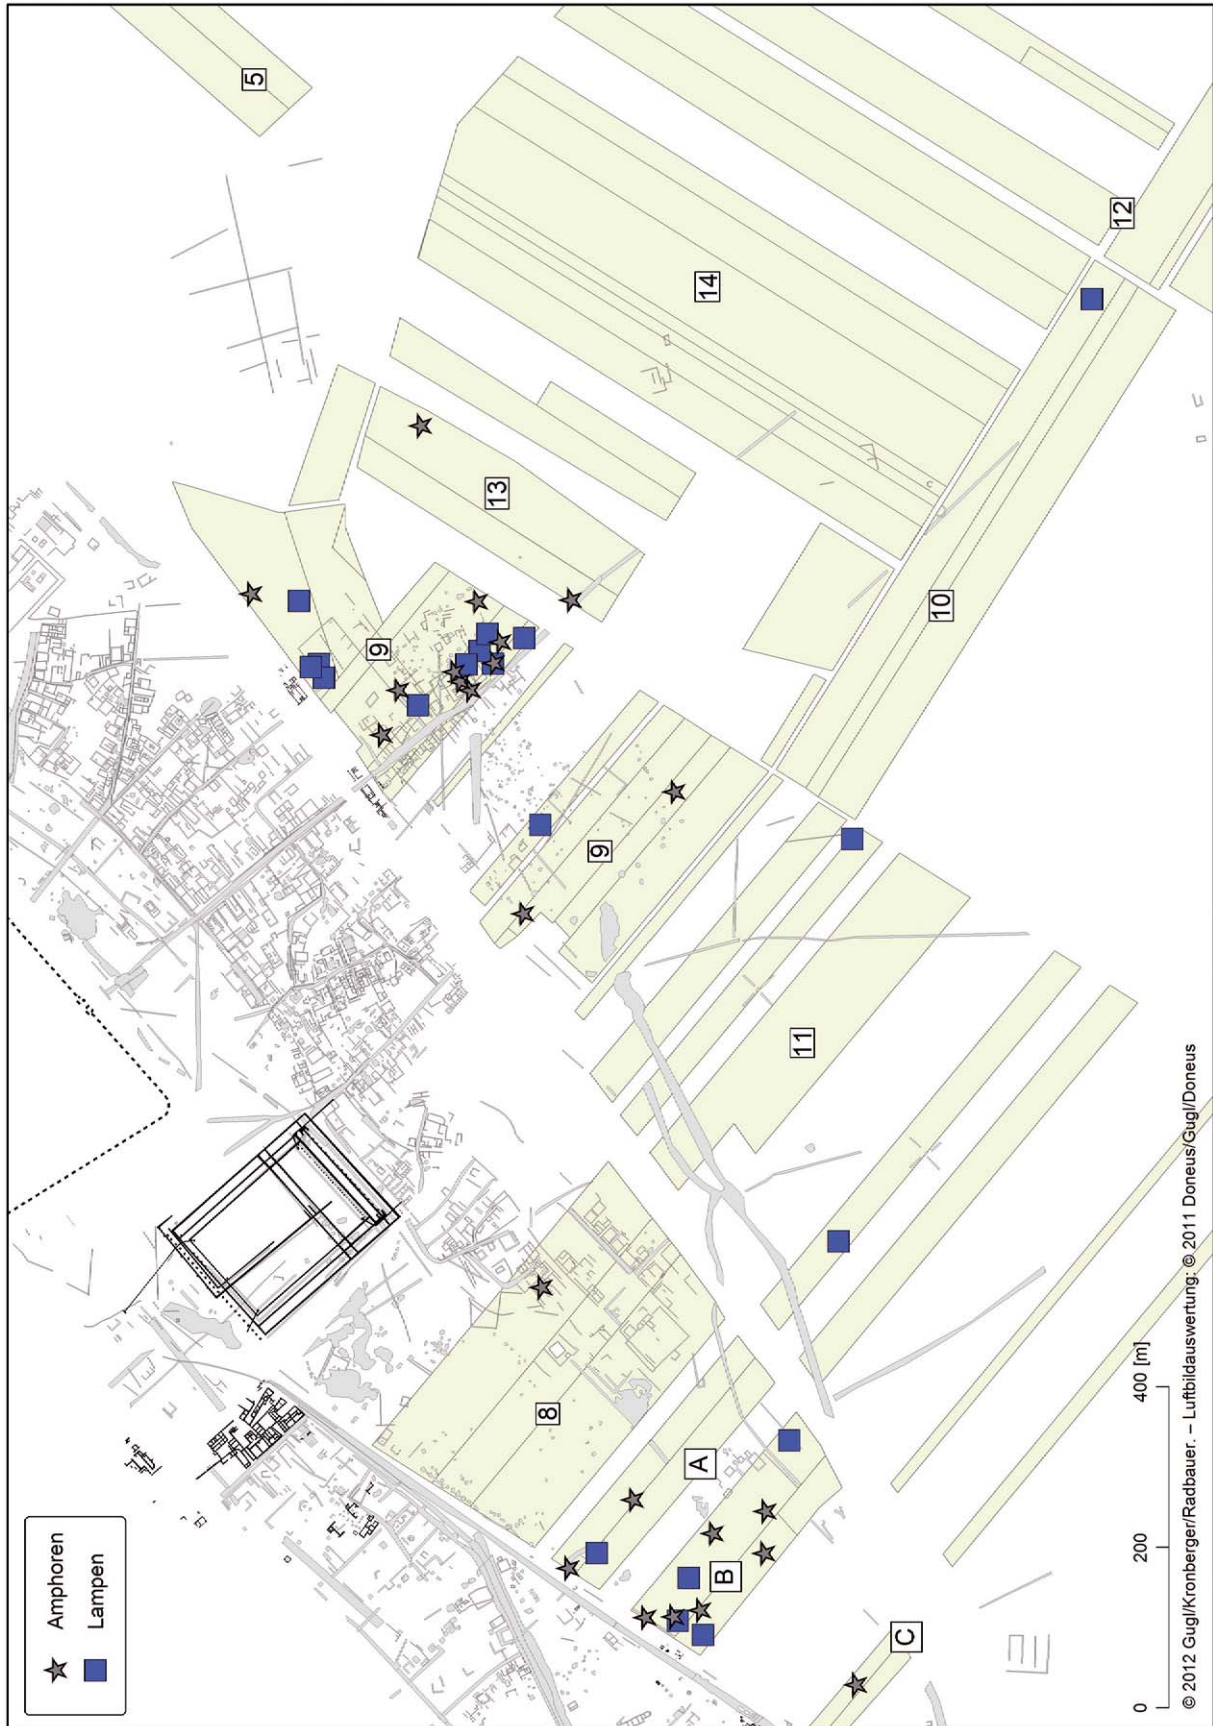 Amphoren
Lampen
5
9
13
8
9
A
14
B
11
C
10
12
0 200 400 [m]
© 2012 Gugl/Kronberger/Radbauer. – Luftbildauswertung: © 2011 Doneus/Gugl/Doneus